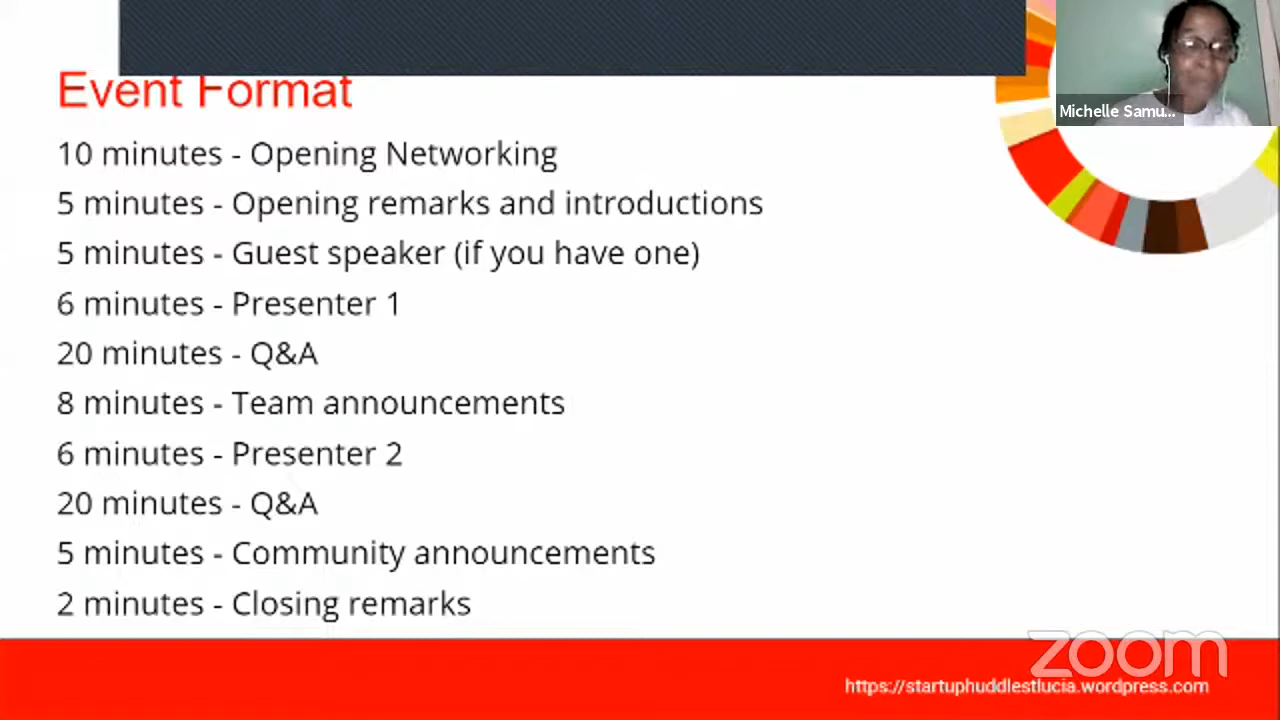 Event Format
Michelle Samu...
10 minutes - Opening Networking
5 minutes - Opening remarks and introductions
5 minutes - Guest speaker (if you have one)
6 minutes - Presenter 1
20 minutes - Q&A
8 minutes - Team announcements
6 minutes - Presenter 2
20 minutes - Q&A
5 minutes - Community announcements
2 minutes - Closing remarks
zoom
https://startuphuddlestlucia.wordpress.com